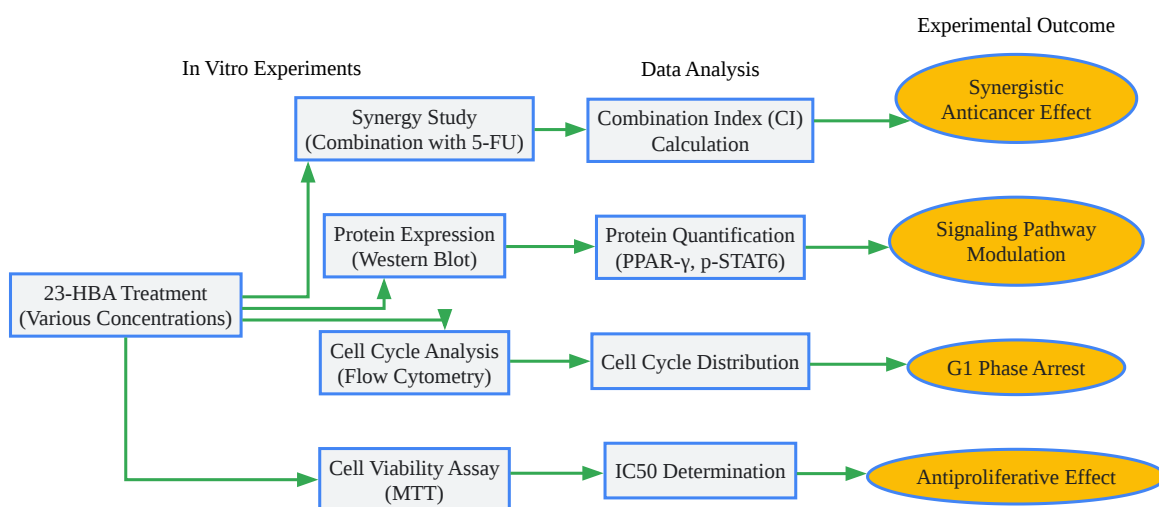 Experimental Outcome
In Vitro Experiments
Data Analysis
Synergy Study
(Combination with 5-FU)
Combination Index (CI)
Calculation
Synergistic
Anticancer Effect
Protein Expression
(Western Blot)
Protein Quantification
(PPAR-γ, p-STAT6)
Signaling Pathway
Modulation
23-HBA Treatment
(Various Concentrations)
Cell Cycle Analysis
(Flow Cytometry)
Cell Cycle Distribution
G1 Phase Arrest
Cell Viability Assay
(MTT)
IC50 Determination
Antiproliferative Effect